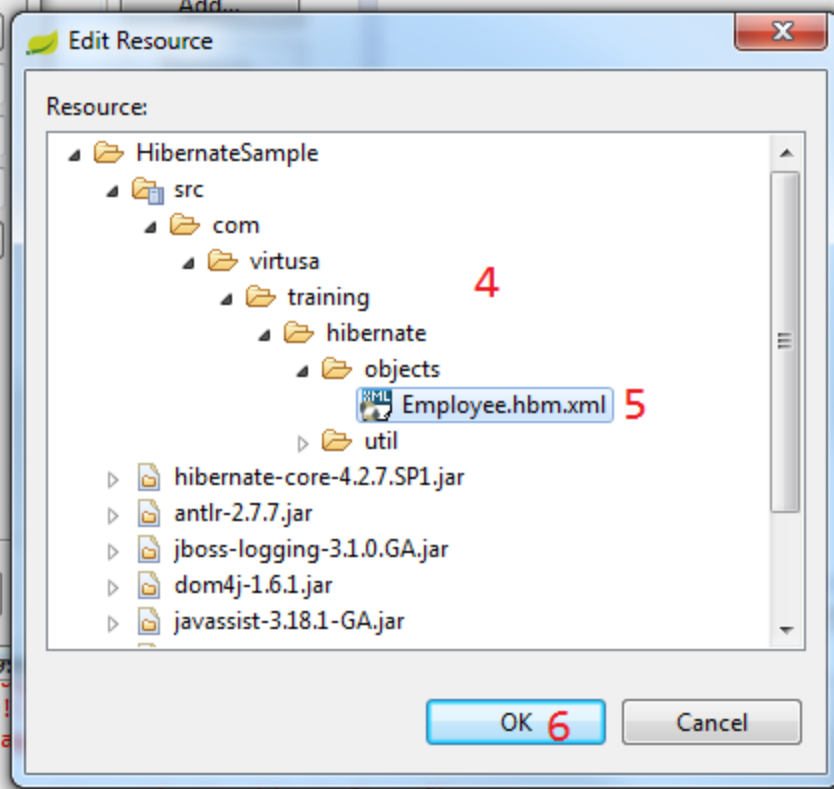 Add...
Edit Resource
Resource:
HibernateSample
src
com
virtusa
4
training
hibernate
objects
XML Employee.hbm.xml 5
util
hibernate-core-4.2.7.SP1.jar
antlr-2.7.7.jar
jboss-logging-3.1.0.GA.jar
dom4j-1.6.1.jar
javassist-3.18.1-GA.jar
OK 6 Cancel